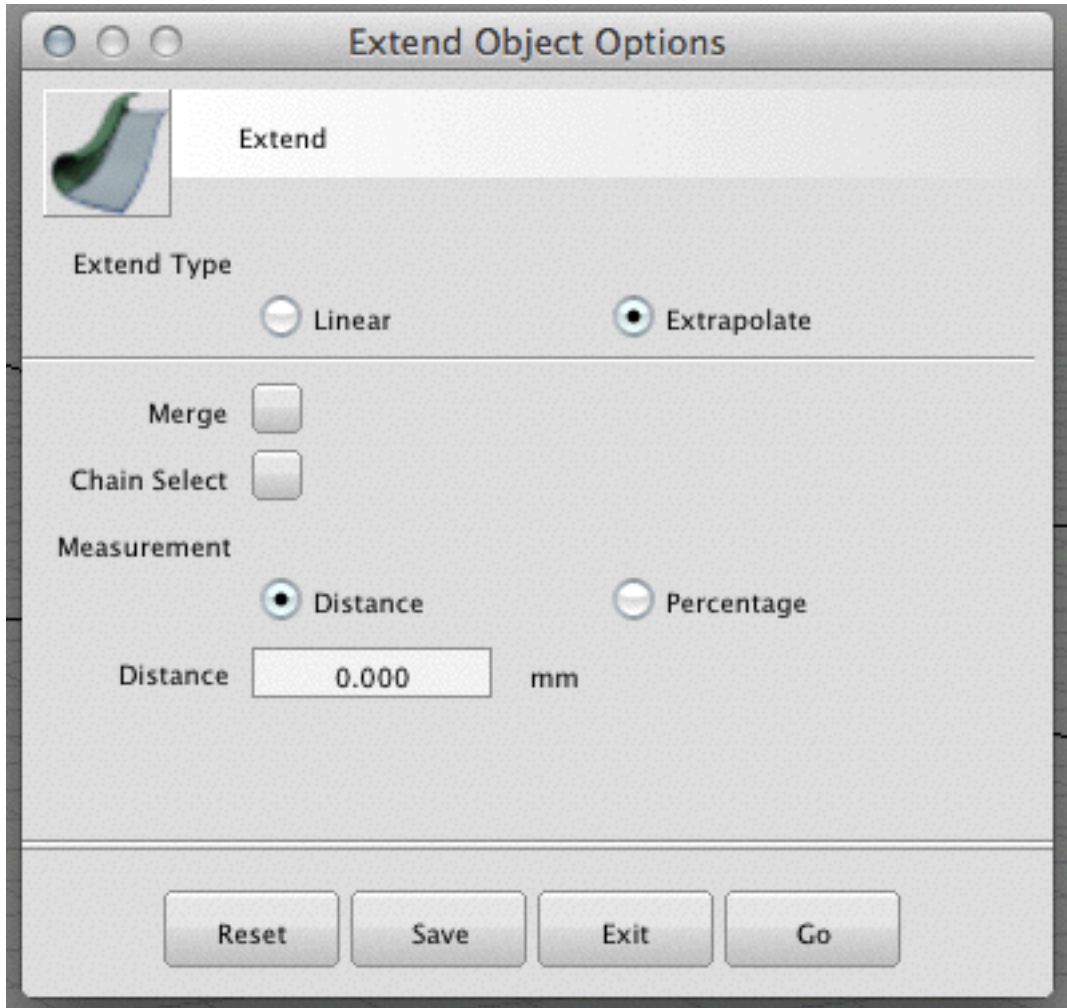 Extend Object Options
Extend
Extend Type
Linear Extrapolate
Merge
Chain Select
Measurement
Distance Percentage
Distance 0.000 mm
Reset Save Exit Go